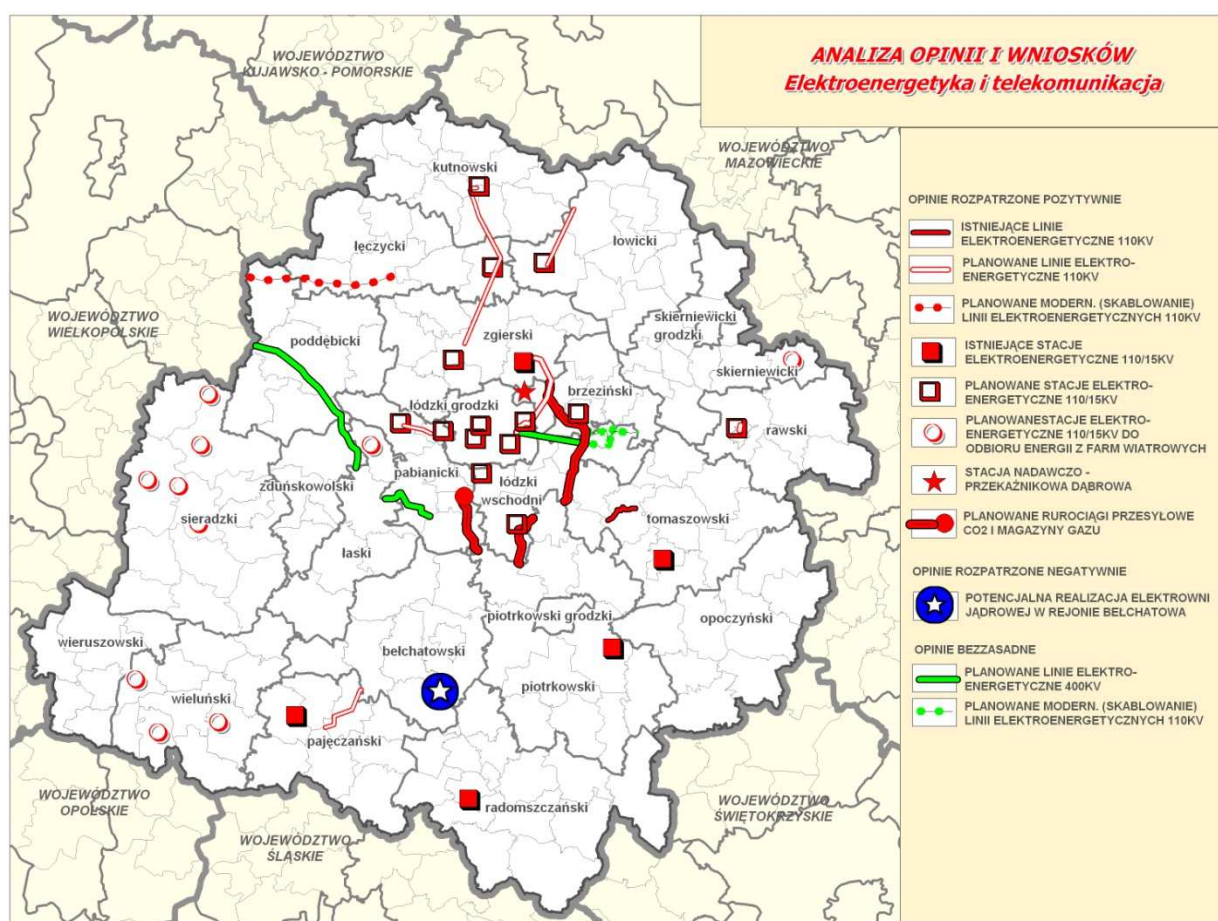 ANALIZA OPINII I WNIOSKÓW
Elektroenergetyka i telekomunikacja
WOJEWÓDZTWO
KUJAWSKO - POMORSKIE
WOJEWÓDZTWO
MAZOWIECKIE
WOJEWÓDZTWO
WIELKOPOLSKIE
WOJEWÓDZTWO
OPOLSKIE
WOJEWÓDZTWO
ŚLĄSKIE
WOJEWÓDZTWO
ŚWIĘTOKRZYSKIE
kutnowski
łęczycki
łowicki
skierniewicki
grodzki
zgierski
poddębicki
skierniewicki
brzeziński
łódzki grodzki
rawski
pabianicki
zduńskowolski
łódzki
wschodni
sieradzki
tomaszowski
łaski
piotrkowski grodzki
opoczyński
wieruszowski
bełchatowski
wieluński
piotrkowski
pajęczański
radomszczański
OPINIE ROZPATRZONE POZYTYWNIE
ISTNIEJĄCE LINIE
ELEKTROENERGETYCZNE 110KV
PLANOWANE LINIE ELEKTRO-
ENERGETYCZNE 110KV
PLANOWANE MODERN. (SKABLOWANIE)
LINII ELEKTROENERGETYCZNYCH 110KV
ISTNIEJĄCE STACJE
ELEKTROENERGETYCZNE 110/15KV
PLANOWANE STACJE ELEKTRO-
ENERGETYCZNE 110/15KV
PLANOWANESTACJE ELEKTRO-
ENERGETYCZNE 110/15KV DO
ODBIORU ENERGII Z FARM WIATROWYCH
STACJA NADAWCZO -
PRZEKAŹNIKOWA DĄBROWA
PLANOWANE RUROCIĄGI PRZESYŁOWE
CO2 I MAGAZYNY GAZU
OPINIE ROZPATRZONE NEGATYWNIE
POTENCJALNA REALIZACJA ELEKTROWNI
JĄDROWEJ W REJONIE BEŁCHATOWA
OPINIE BEZZASADNE
PLANOWANE LINIE ELEKTRO-
ENERGETYCZNE 400KV
PLANOWANE MODERN. (SKABLOWANIE)
LINII ELEKTROENERGETYCZNYCH 110KV